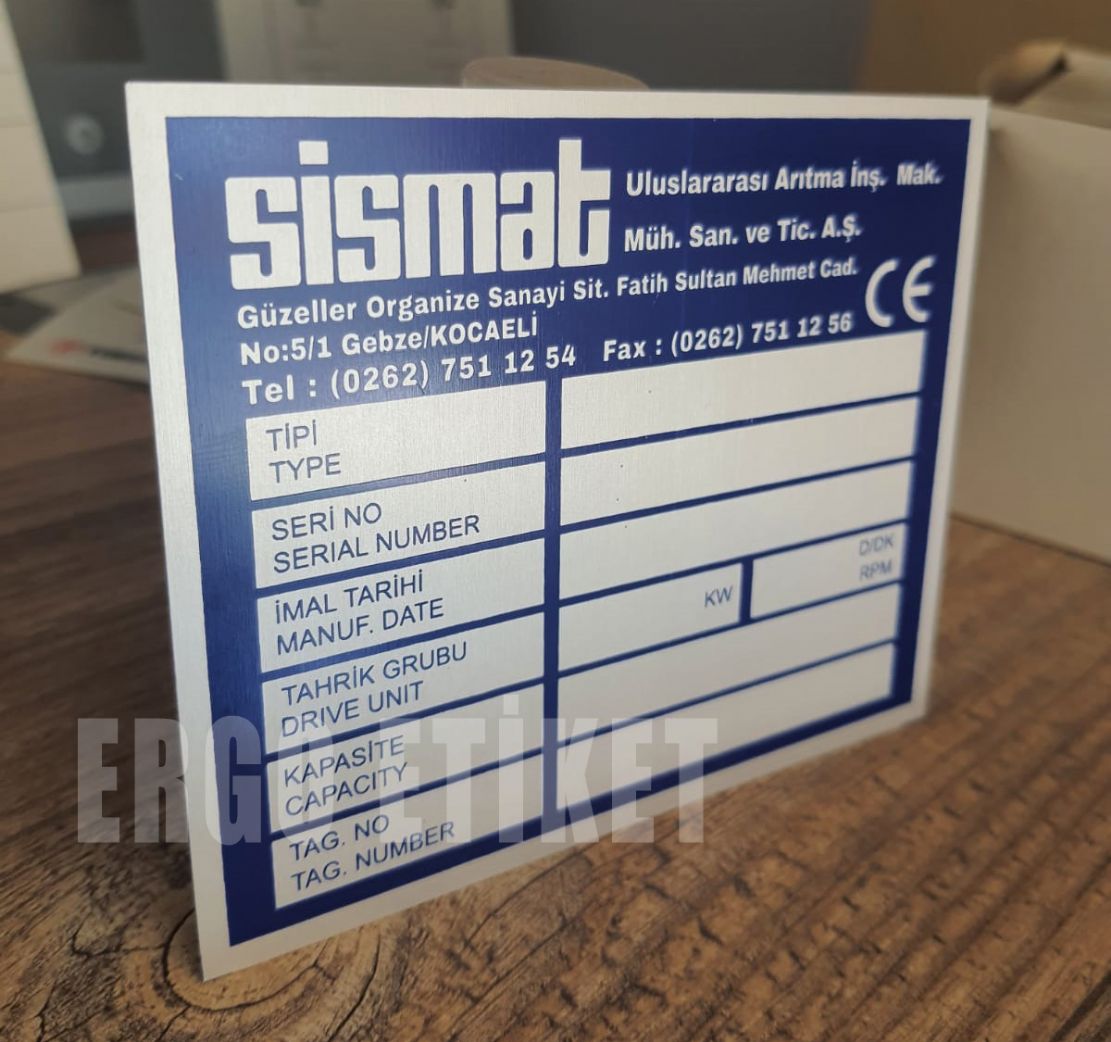 sismat
Uluslararası Arıtma İnş. Mak.
Müh. San. ve Tic. A.Ş.
Güzeller Organize Sanayi Sit. Fatih Sultan Mehmet Cad.
No:5/1 Gebze/KOCAELİ
Tel : (0262) 751 12 54 Fax : (0262) 751 12 56
CE
TİPİ
TYPE
SERİ NO
SERIAL NUMBER
İMAL TARİHİ
MANUF. DATE
TAHRİK GRUBU
DRIVE UNIT
KW
D/DK
RPM
KAPASİTE
CAPACITY
TAG. NO
TAG. NUMBER
ERGO ETİKET